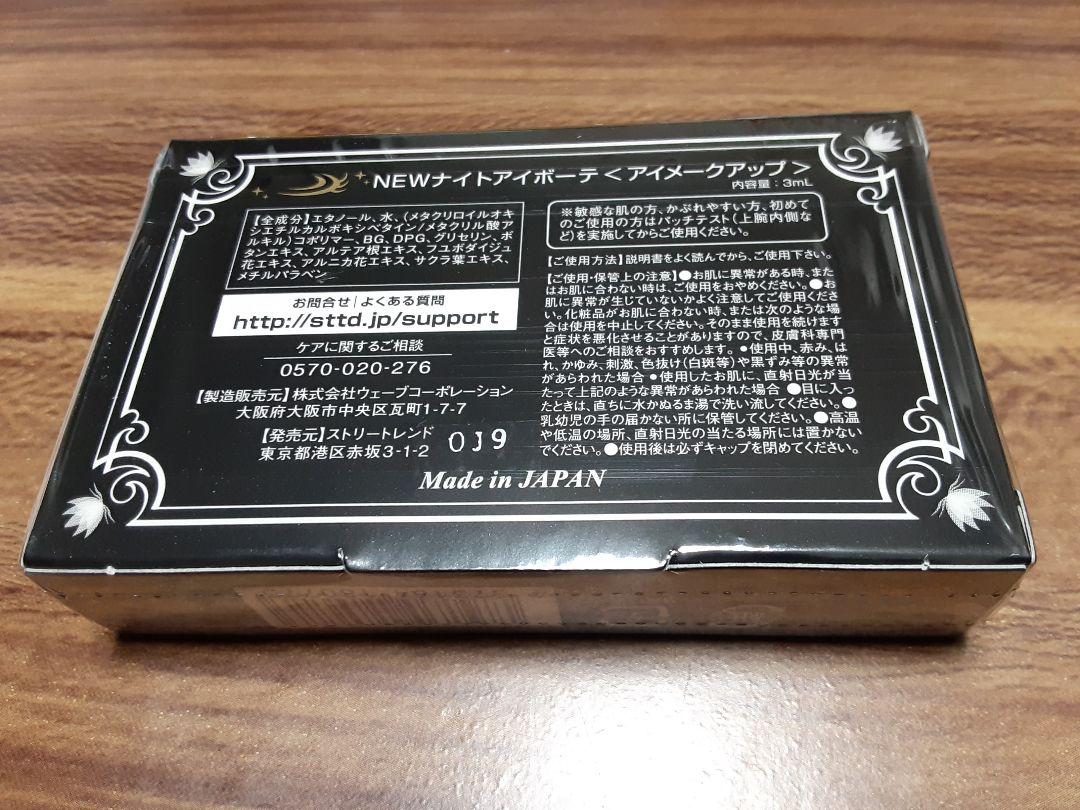 NEWナイトアイボーテ＜アイメークアップ＞
内容量：3mL
【全成分】エタノール、水、（メタクリロイルオキ
シエチルカルボキシベタイン/メタクリル酸ア
ルキル）コポリマー、BG、DPG、グリセリン、ボ
タンエキス、アルテア根エキス、フユボダイジュ
花エキス、アルニカ花エキス、サクラ葉エキス、
メチルパラベン
お問合せ｜よくある質問
http://sttd.jp/support
ケアに関するご相談
0570-020-276
【製造販売元】株式会社ウェーブコーポレーション
大阪府大阪市中央区瓦町1-7-7
【発売元】ストリートレンド
東京都港区赤坂3-1-2
OJ9
※敏感な肌の方、かぶれやすい方、初めて
のご使用の方はパッチテスト（上腕内側な
ど）を実施してからご使用ください。
【ご使用方法】説明書をよく読んでから、ご使用下さい。
【ご使用・保管上の注意】●お肌に異常がある時、また
はお肌に合わない時は、ご使用をおやめください。●お
肌に異常が生じていないかよく注意してご使用くださ
い。化粧品がお肌に合わない時、または次のような場
合は使用を中止してください。そのまま使用を続けます
と症状を悪化させることがありますので、皮膚科専門
医等へのご相談をおすすめします。●使用中、赤み、は
れ、かゆみ、刺激、色抜け（白斑等）や黒ずみ等の異常
があらわれた場合 ●使用したお肌に、直射日光が当
たって上記のような異常があらわれた場合 ●目に入っ
たときは、直ちに水かぬるま湯で洗い流してください。●
乳幼児の手の届かない所に保管してください。●高温
や低温の場所、直射日光の当たる場所には置かない
でください。●使用後は必ずキャップを閉めてください。
Made in JAPAN